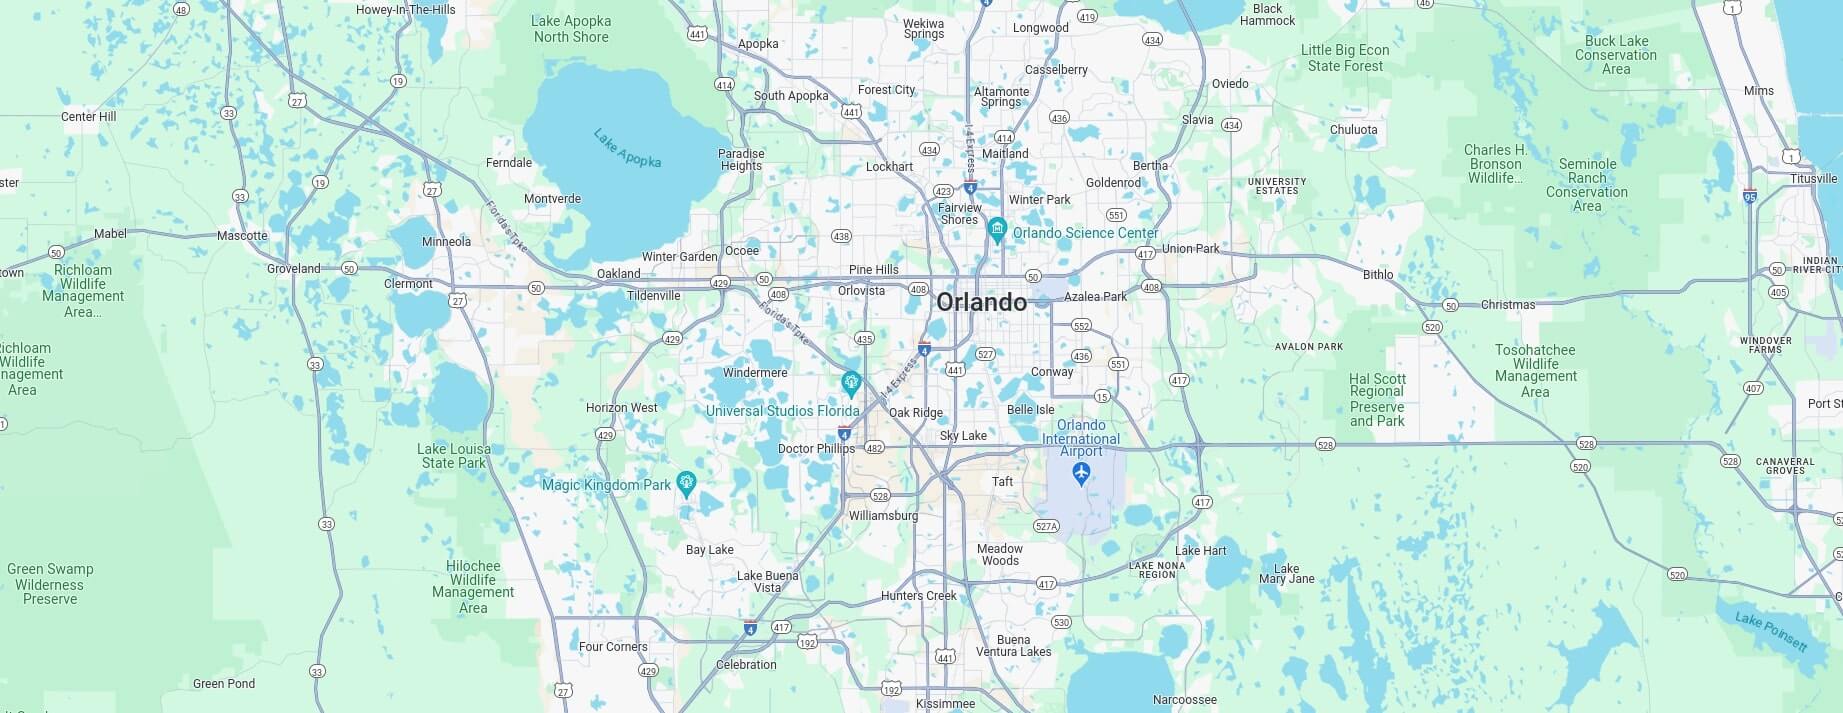 48
Howey-In-The-Hills
Lake Apopka
North Shore
441
Apopka
Wekiwa
Springs
4
Longwood
419
434
Black
Hammock
46
1
Little Big Econ
State Forest
Buck Lake
Conservation
Area
19
27
33
Center Hill
414
South Apopka
441
Forest City
Casselberry
Altamonte
Springs
436
Oviedo
Slavia
434
Mims
Chuluota
Lake Apopka
Ferndale
Paradise
Heights
434
Lockhart
I-4 Express
414
Maitland
Bertha
Goldenrod
UNIVERSITY
ESTATES
Charles H.
Bronson
Wildlife...
Seminole
Ranch
Conservation
Area
1
Titusville
95
ster
33
19
27
Montverde
Florida's Tpke
423
4
Fairview
Shores
Winter Park
551
Orlando Science Center
Mabel
50
Mascotte
Minneola
438
Ocoee
Winter Garden
417
Union Park
town
Richloam
Wildlife
Management
Area...
Groveland
50
Clermont
27
50
Oakland
Tildenville
429
50
408
Pine Hills
Orlovista
408
50
Orlando
Azalea Park
408
Bithlo
50
Christmas
520
50
INDIAN
RIVER CITY
405
Florida's Tpke
435
4
I-4 Express
441
527
552
436
551
Conway
417
AVALON PARK
Tosohatchee
Wildlife
Management
Area
WINDOVER
FARMS
407
Port St
Richloam
Wildlife
nagement
Area
33
429
Windermere
Universal Studios Florida
Oak Ridge
Belle Isle
15
Hal Scott
Regional
Preserve
and Park
Horizon West
429
4
Doctor Phillips
482
Sky Lake
Orlando
International
Airport
528
528
520
528
CANAVERAL
GROVES
Lake Louisa
State Park
Magic Kingdom Park
528
Williamsburg
Taft
527A
417
33
Bay Lake
Meadow
Woods
Lake Hart
LAKE NONA
REGION
Lake
Mary Jane
Green Swamp
Wilderness
Preserve
Hilochee
Wildlife
Management
Area
Lake Buena
Vista
Hunters Creek
417
520
Lake Poinsett
4
417
192
530
Four Corners
429
Celebration
441
Buena
Ventura Lakes
Green Pond
33
27
192
Kissimmee
Narcoossee